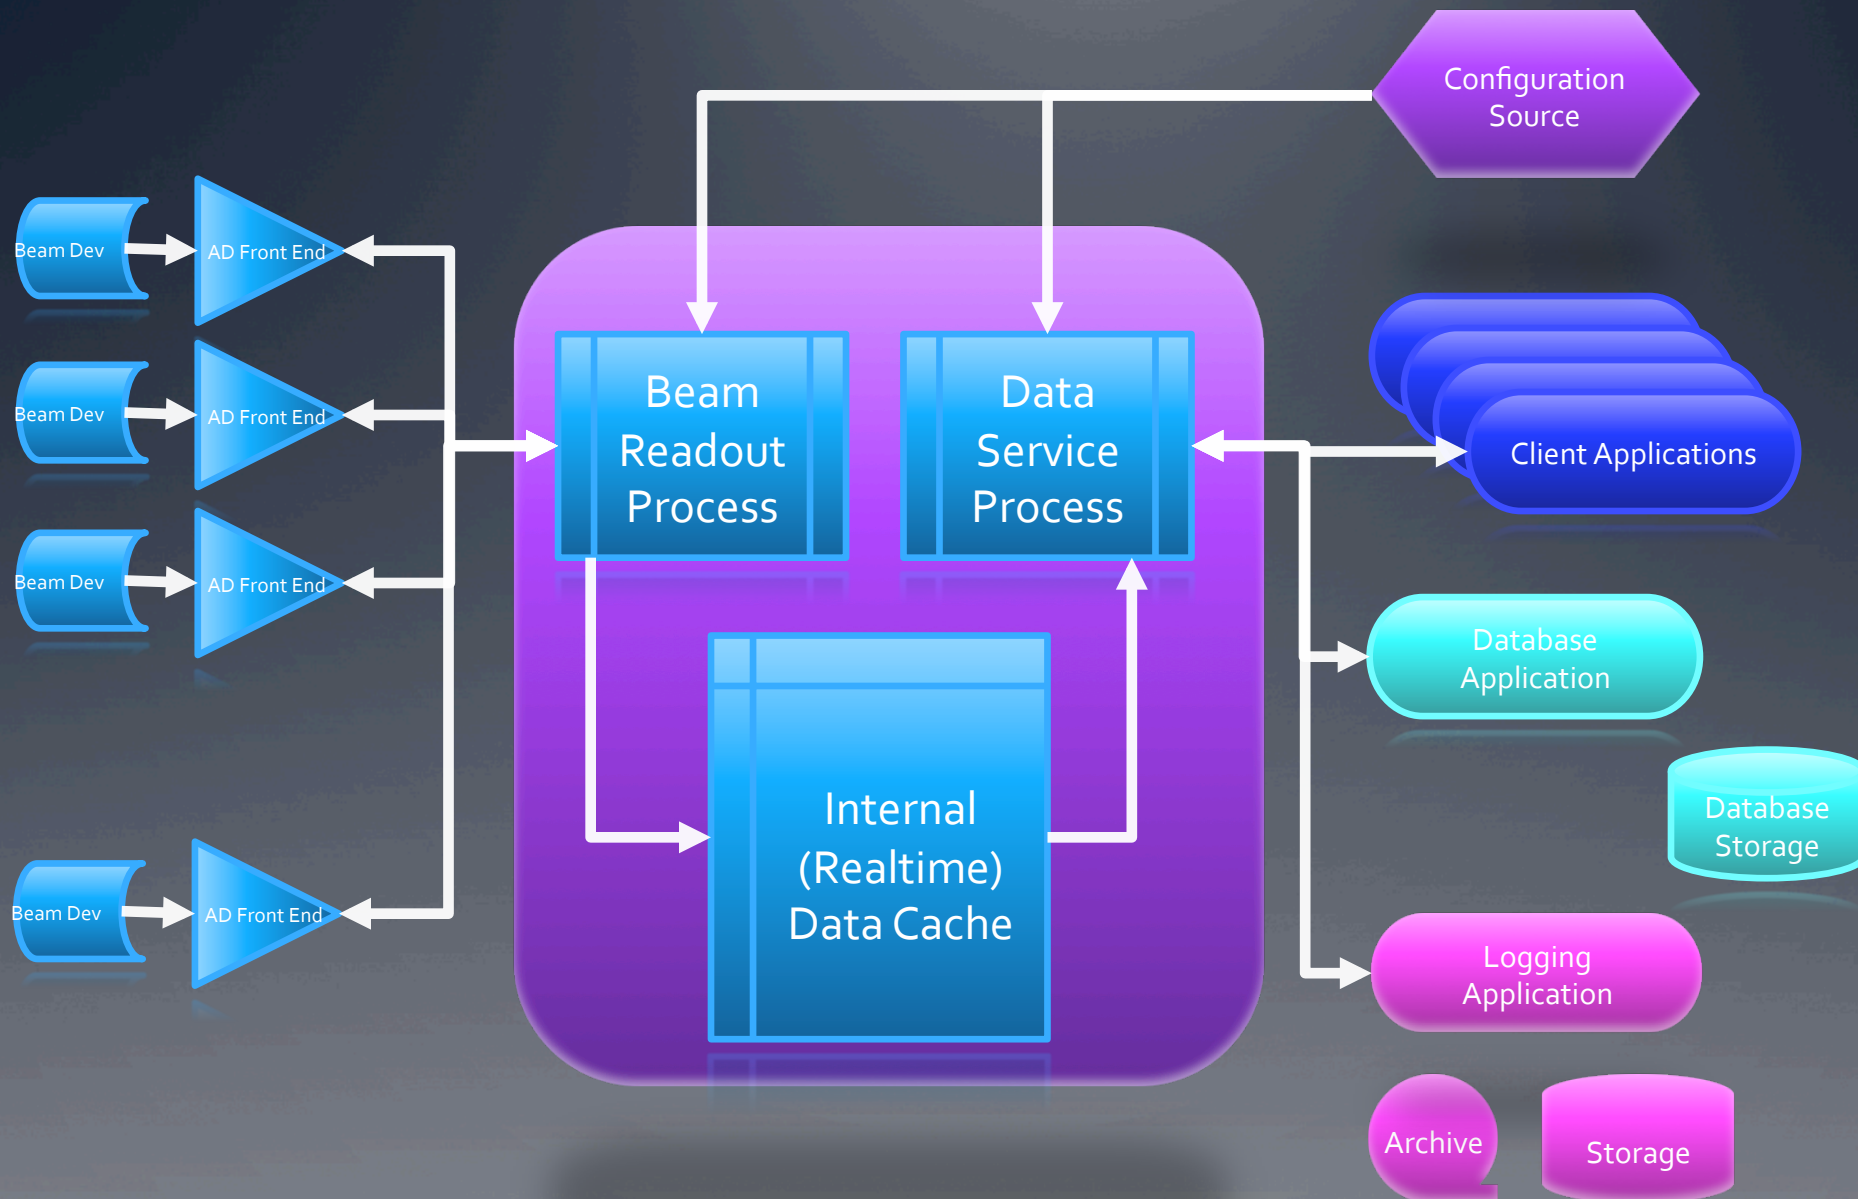 Configuration
Source
Beam Dev
AD Front End
Beam Dev
AD Front End
Beam Dev
AD Front End
Beam Dev
AD Front End
Beam
Readout
Process
Data
Service
Process
Internal
(Realtime)
Data Cache
Client Applications
Database
Application
Database
Storage
Logging
Application
Archive
Storage